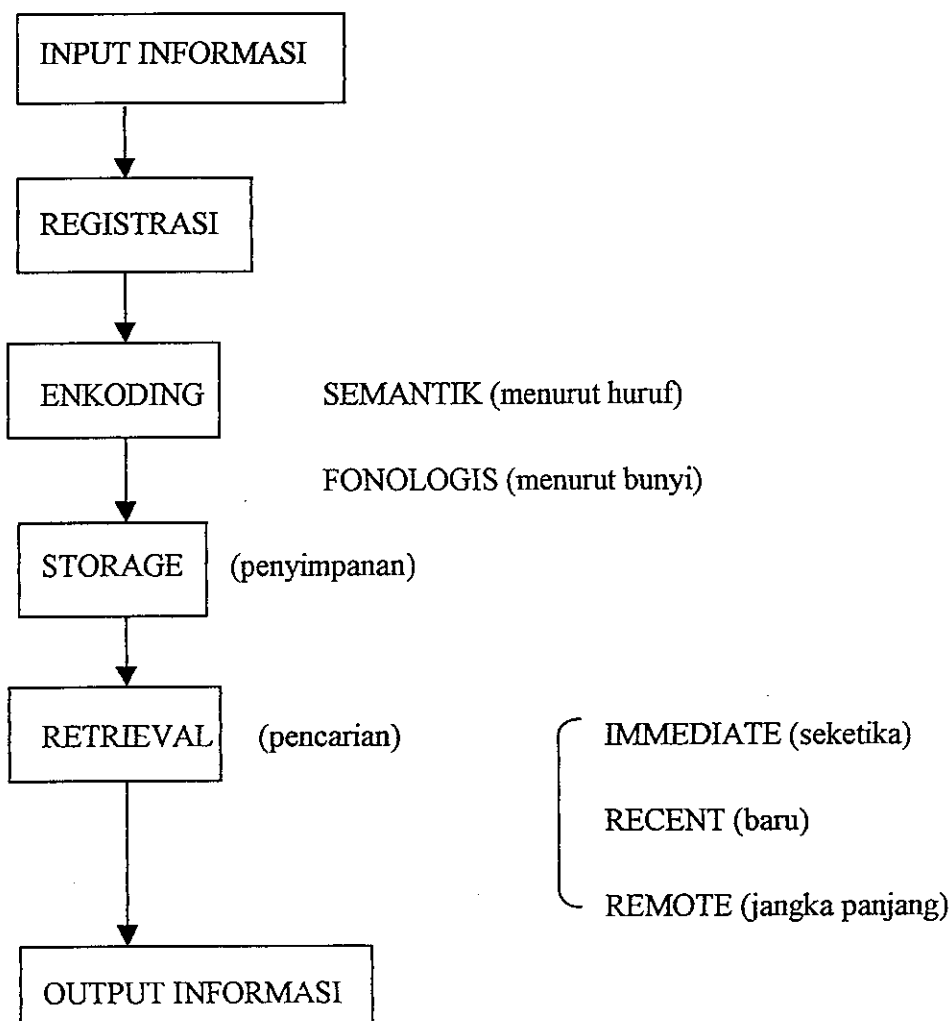 INPUT INFORMASI
REGISTRASI
ENKODING SEMANTIK (menurut huruf)
FONOLOGIS (menurut bunyi)
STORAGE (penyimpanan)
RETRIEVAL (pencarian) IMMEDIATE (seketika)
RECENT (baru)
REMOTE (jangka panjang)
OUTPUT INFORMASI